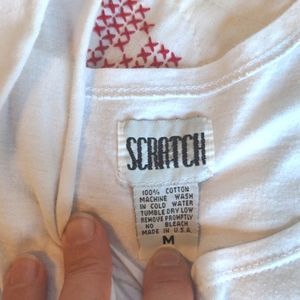 SCRATCH
100% COTTON
MACHINE WASH
IN COLD WATER
TUMBLE DRY LOW
REMOVE PROMPTLY
NO BLEACH
MADE IN U.S.A.
M